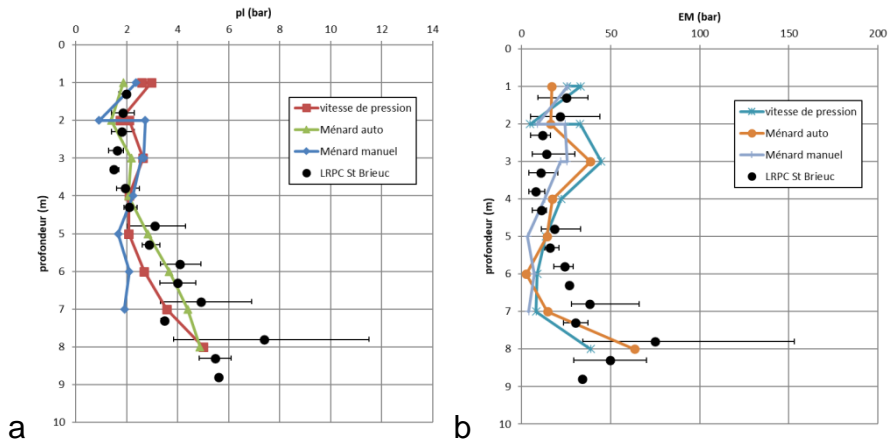 pl (bar)
0 2 4 6 8 10 12 14
0
1
2
3
4
5
6
7
8
9
10
profondeur (m)
vitesse de pression
Ménard auto
Ménard manuel
LRPC St Brieuc
a
EM (bar)
0 50 100 150 200
0
1
2
3
4
5
6
7
8
9
10
profondeur (m)
vitesse de pression
Ménard auto
Ménard manuel
LRPC St Brieuc
b